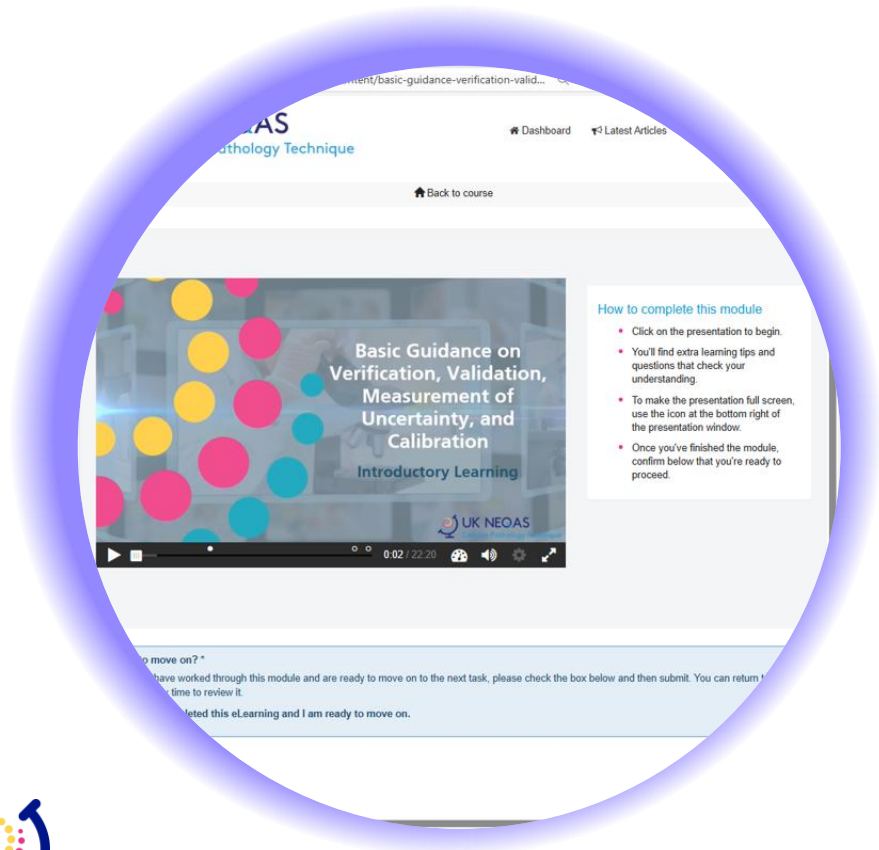 content/basic-guidance-verification-valid...
Dashboard
Latest Articles
Pathology Technique
Back to course
Basic Guidance on
Verification, Validation,
Measurement of
Uncertainty, and
Calibration
Introductory Learning
UK NEQAS
Cellular Pathology Technique
0:02 / 22:20
How to complete this module
Click on the presentation to begin.
You'll find extra learning tips and
questions that check your
understanding.
To make the presentation full screen,
use the icon at the bottom right of
the presentation window.
Once you've finished the module,
confirm below that you're ready to
proceed.
to move on? *
have worked through this module and are ready to move on to the next task, please check the box below and then submit. You can return
time to review it.
this eLearning and I am ready to move on.